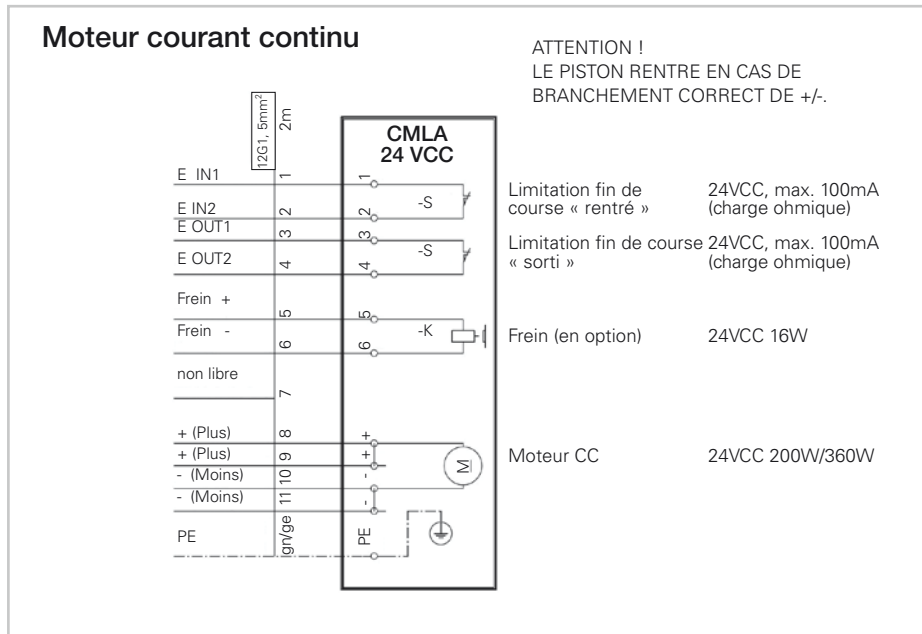 Moteur courant continu
ATTENTION !
LE PISTON RENTRE EN CAS DE
BRANCHEMENT CORRECT DE +/-.
12G1, 5mm²
2m
CMLA
24 VCC
E IN1
1
1
E IN2
2
2
-S
Limitation fin de
course « rentré »
24VCC, max. 100mA
(charge ohmique)
E OUT1
3
3
E OUT2
4
4
-S
Limitation fin de course
« sorti »
24VCC, max. 100mA
(charge ohmique)
Frein +
5
5
Frein -
6
6
-K
Frein (en option)
24VCC 16W
non libre
7
+ (Plus)
8
+
+ (Plus)
9
+
- (Moins)
10
-
- (Moins)
11
-
M
Moteur CC
24VCC 200W/360W
PE
gn/ge
PE